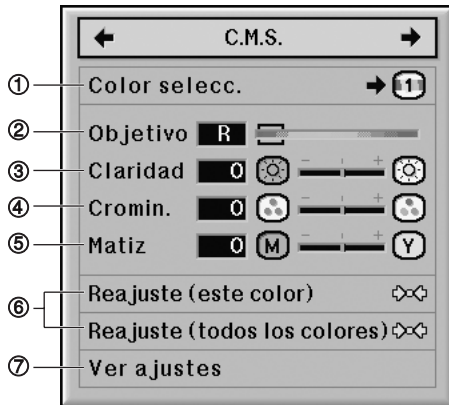 C.M.S.
① Color selecc. 1
② Objetivo R
③ Claridad 0 - +
④ Cromin. 0 - +
⑤ Matiz 0 M - + Y
⑥ Reajuste (este color)
Reajuste (todos los colores)
⑦ Ver ajustes